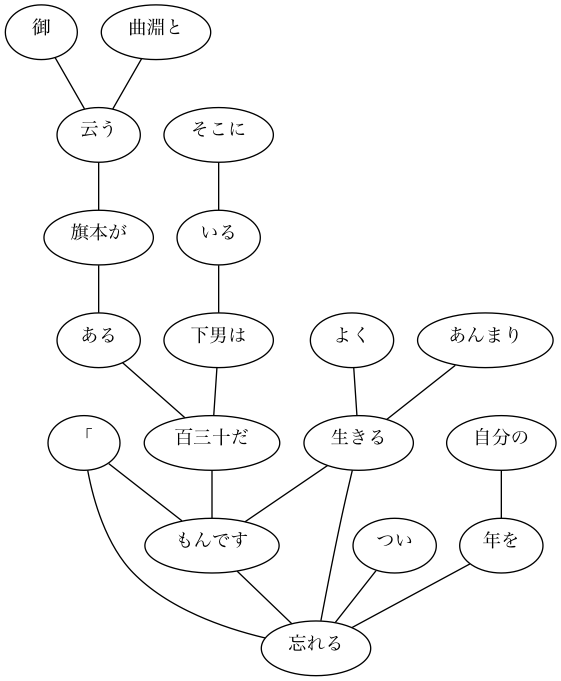 御
曲淵と
云う
そこに
旗本が
いる
ある
下男は
よく
あんまり
「
百三十だ
生きる
自分の
もんです
つい
年を
忘れる